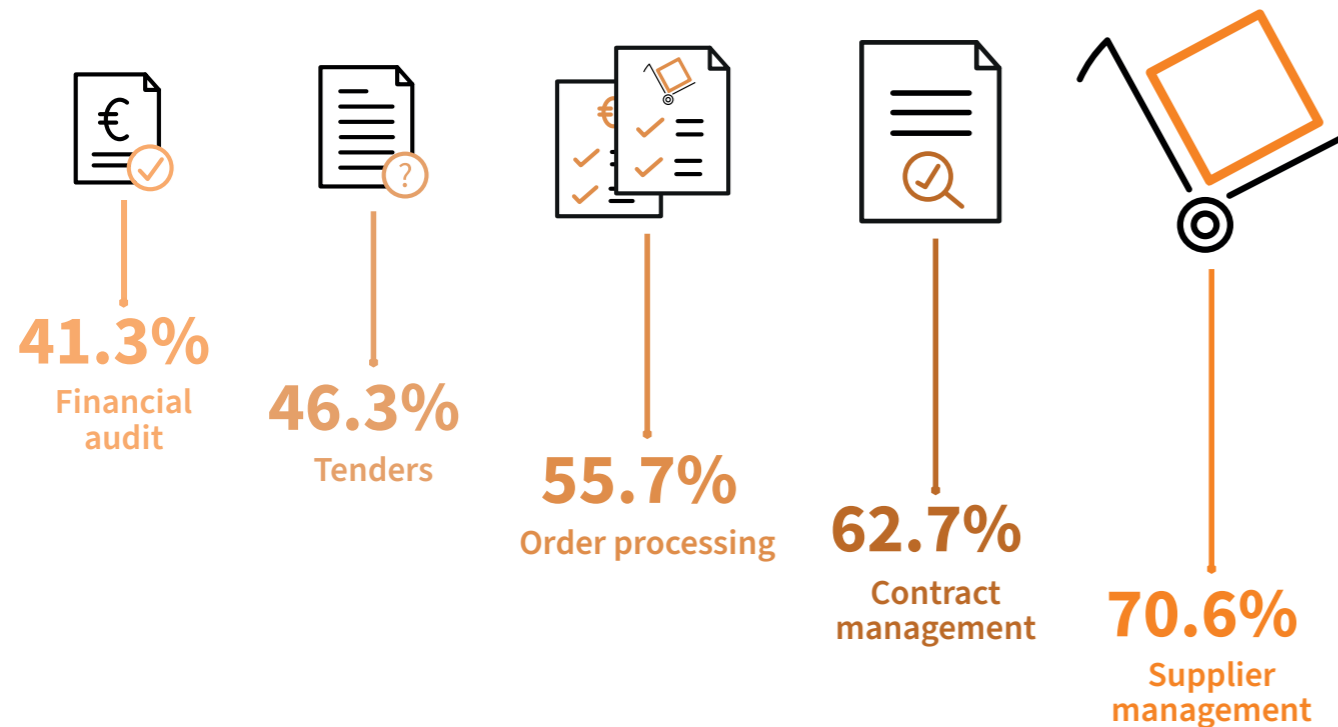 €
?
€
41.3%
Financial
audit
46.3%
Tenders
55.7%
Order processing
62.7%
Contract
management
70.6%
Supplier
management